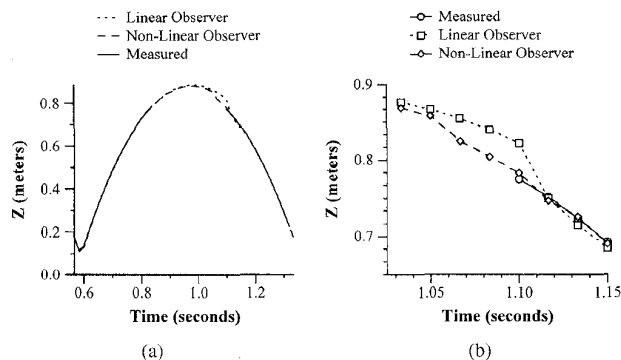 Linear Observer
Non-Linear Observer
Measured
0.8
0.6
0.4
0.2
0.0
Z (meters)
0.6
0.8
1.0
1.2
Time (seconds)
(a)
Measured
Linear Observer
Non-Linear Observer
0.9
0.8
0.7
Z (meters)
1.05
1.10
1.15
Time (seconds)
(b)